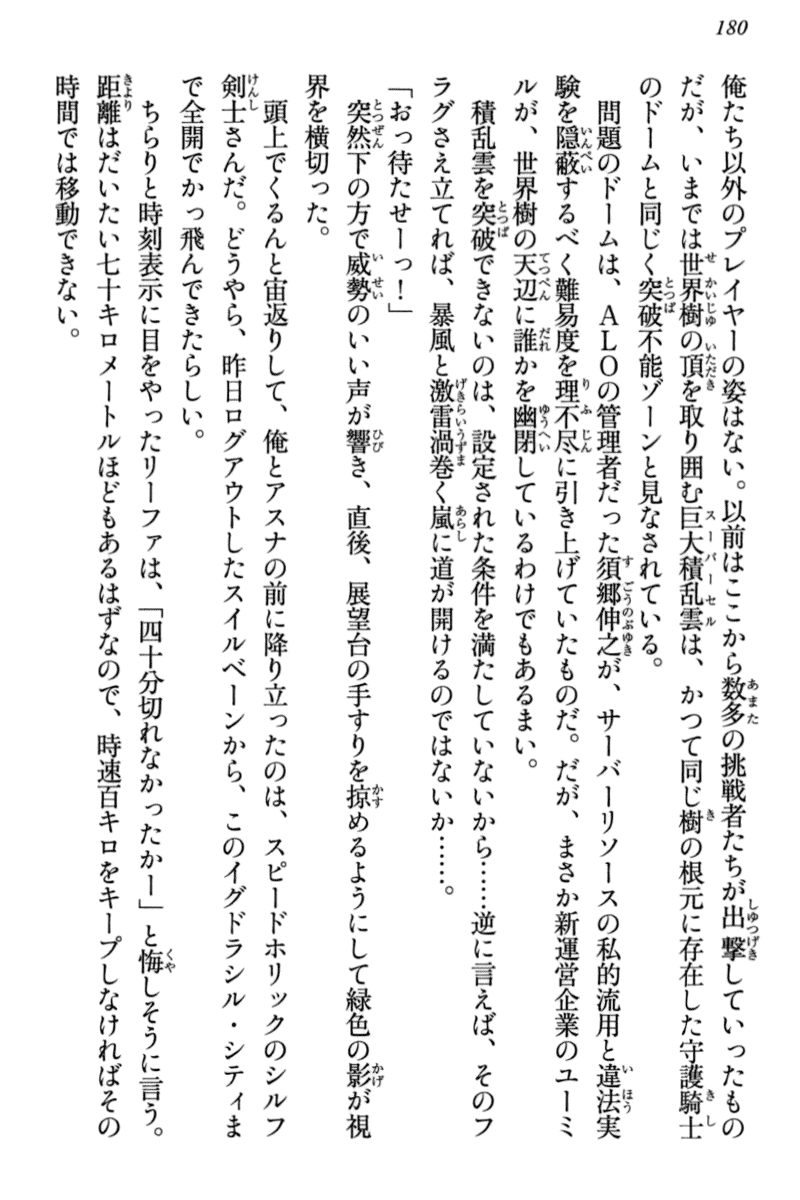 180
俺たち以外のプレイヤーの姿はない。以前はここから数多の挑戦者たちが出撃していったもの
だが、いまでは世界樹の頂を取り囲む巨大積乱雲は、かつて同じ樹の根元に存在した守護騎士
のドームと同じく突破不能ゾーンと見なされている。
問題のドームは、ALOの管理者だった須郷伸之が、サーバーリソースの私的流用と違法実
験を隠蔽するべく難易度を理不尽に引き上げていたものだ。だが、まさか新運営企業のユーミ
ルが、世界樹の天辺に誰かを幽閉しているわけでもあるまい。
積乱雲を突破できないのは、設定された条件を満たしていないから……逆に言えば、そのフ
ラグさえ立てれば、暴風と激雷渦巻く嵐に道が開けるのではないか……。
「おっ待たせーっ！」
突然下の方で威勢のいい声が響き、直後、展望台の手すりを掠めるようにして緑色の影が視
界を横切った。
頭上でくるんと宙返りして、俺とアスナの前に降り立ったのは、スピードホリックのシルフ
剣士さんだ。どうやら、昨日ログアウトしたスイルベーンから、このイグドラシル・シティま
で全開でかっ飛んできたらしい。
ちらりと時刻表示に目をやったリーファは、「四十分切れなかったかー」と悔しそうに言う。
距離はだいたい七十キロメートルほどもあるはずなので、時速百キロをキープしなければその
時間では移動できない。